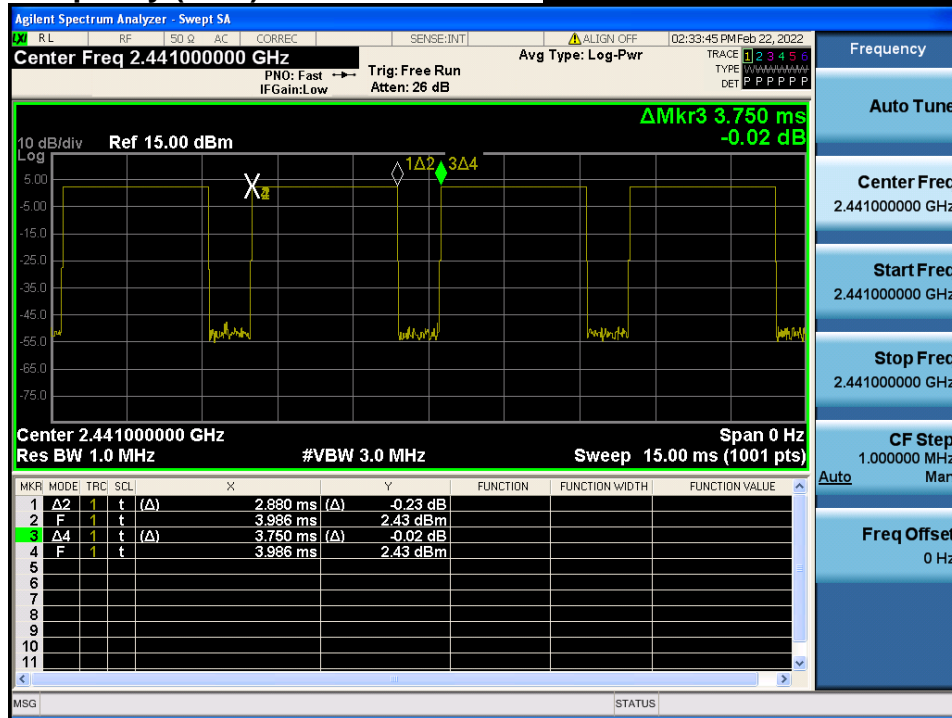 Agilent Spectrum Analyzer - Swept SA
LXI RL RF 50 Ω AC CORREC SENSE:INT ALIGN OFF 02:33:45 PM Feb 22, 2022
Center Freq 2.441000000 GHz
PNO: Fast
IFGain:Low
Trig: Free Run
Atten: 26 dB
Avg Type: Log-Pwr
TRACE 1 2 3 4 5 6
TYPE
DET P P P P P P
ΔMkr3 3.750 ms
-0.02 dB
10 dB/div Ref 15.00 dBm
Log
1Δ2 3Δ4
5.00
-5.00
-15.0
-25.0
-35.0
-45.0
-55.0
-65.0
-75.0
Center 2.441000000 GHz Span 0 Hz
Res BW 1.0 MHz #VBW 3.0 MHz Sweep 15.00 ms (1001 pts)
MKR MODE TRC SCL X Y FUNCTION FUNCTION WIDTH FUNCTION VALUE
1 Δ2 1 t (Δ) 2.880 ms (Δ) -0.23 dB
2 F 1 t 3.986 ms 2.43 dBm
3 Δ4 1 t (Δ) 3.750 ms (Δ) -0.02 dB
4 F 1 t 3.986 ms 2.43 dBm
5
6
7
8
9
10
11
MSG STATUS
Frequency
Auto Tune
Center Freq
2.441000000 GHz
Start Freq
2.441000000 GHz
Stop Freq
2.441000000 GHz
CF Step
1.000000 MHz
Auto Man
Freq Offset
0 Hz